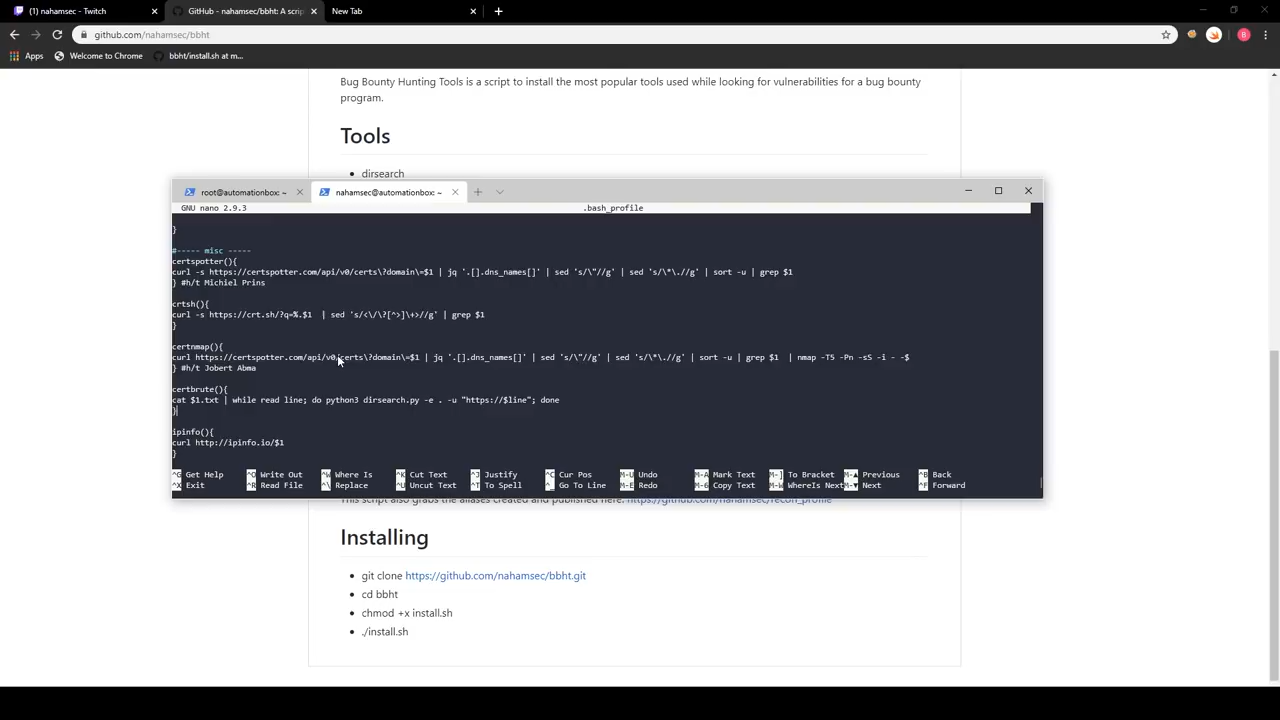 (1) nahamsec - Twitch
GitHub - nahamsec/bbht: A scrip
New Tab
github.com/nahamsec/bbht
Apps
Welcome to Chrome
bbht/install.sh at m...
Bug Bounty Hunting Tools is a script to install the most popular tools used while looking for vulnerabilities for a bug bounty
program.
Tools
dirsearch
root@automationbox: ~
nahamsec@automationbox: ~
GNU nano 2.9.3
.bash_profile
}
#----- misc -----
certspotter(){
curl -s https://certspotter.com/api/v0/certs\?domain\=$1 | jq '.[].dns_names[]' | sed 's/\"//g' | sed 's/\*\.//g' | sort -u | grep $1
} #h/t Michiel Prins
crtsh(){
curl -s https://crt.sh/?q=%.$1  | sed 's/<\/\?[^>]\+>//g' | grep $1
}
certnmap(){
curl https://certspotter.com/api/v0/certs\?domain\=$1 | jq '.[].dns_names[]' | sed 's/\"//g' | sed 's/\*\.//g' | sort -u | grep $1  | nmap -T5 -Pn -sS -i - -$
} #h/t Jobert Abma
certbrute(){
cat $1.txt | while read line; do python3 dirsearch.py -e . -u "https://$line"; done
}
ipinfo(){
curl http://ipinfo.io/$1
}
^G Get Help ^O Write Out ^W Where Is ^K Cut Text ^J Justify ^C Cur Pos M-U Undo M-A Mark Text M-] To Bracket M-▲ Previous ^B Back
^X Exit ^R Read File ^\ Replace ^U Uncut Text ^T To Spell ^_ Go To Line M-E Redo M-6 Copy Text M-W WhereIs Next M-▼ Next ^F Forward
This script also grabs the aliases created and published here: https://github.com/nahamsec/recon_profile
Installing
git clone https://github.com/nahamsec/bbht.git
cd bbht
chmod +x install.sh
./install.sh